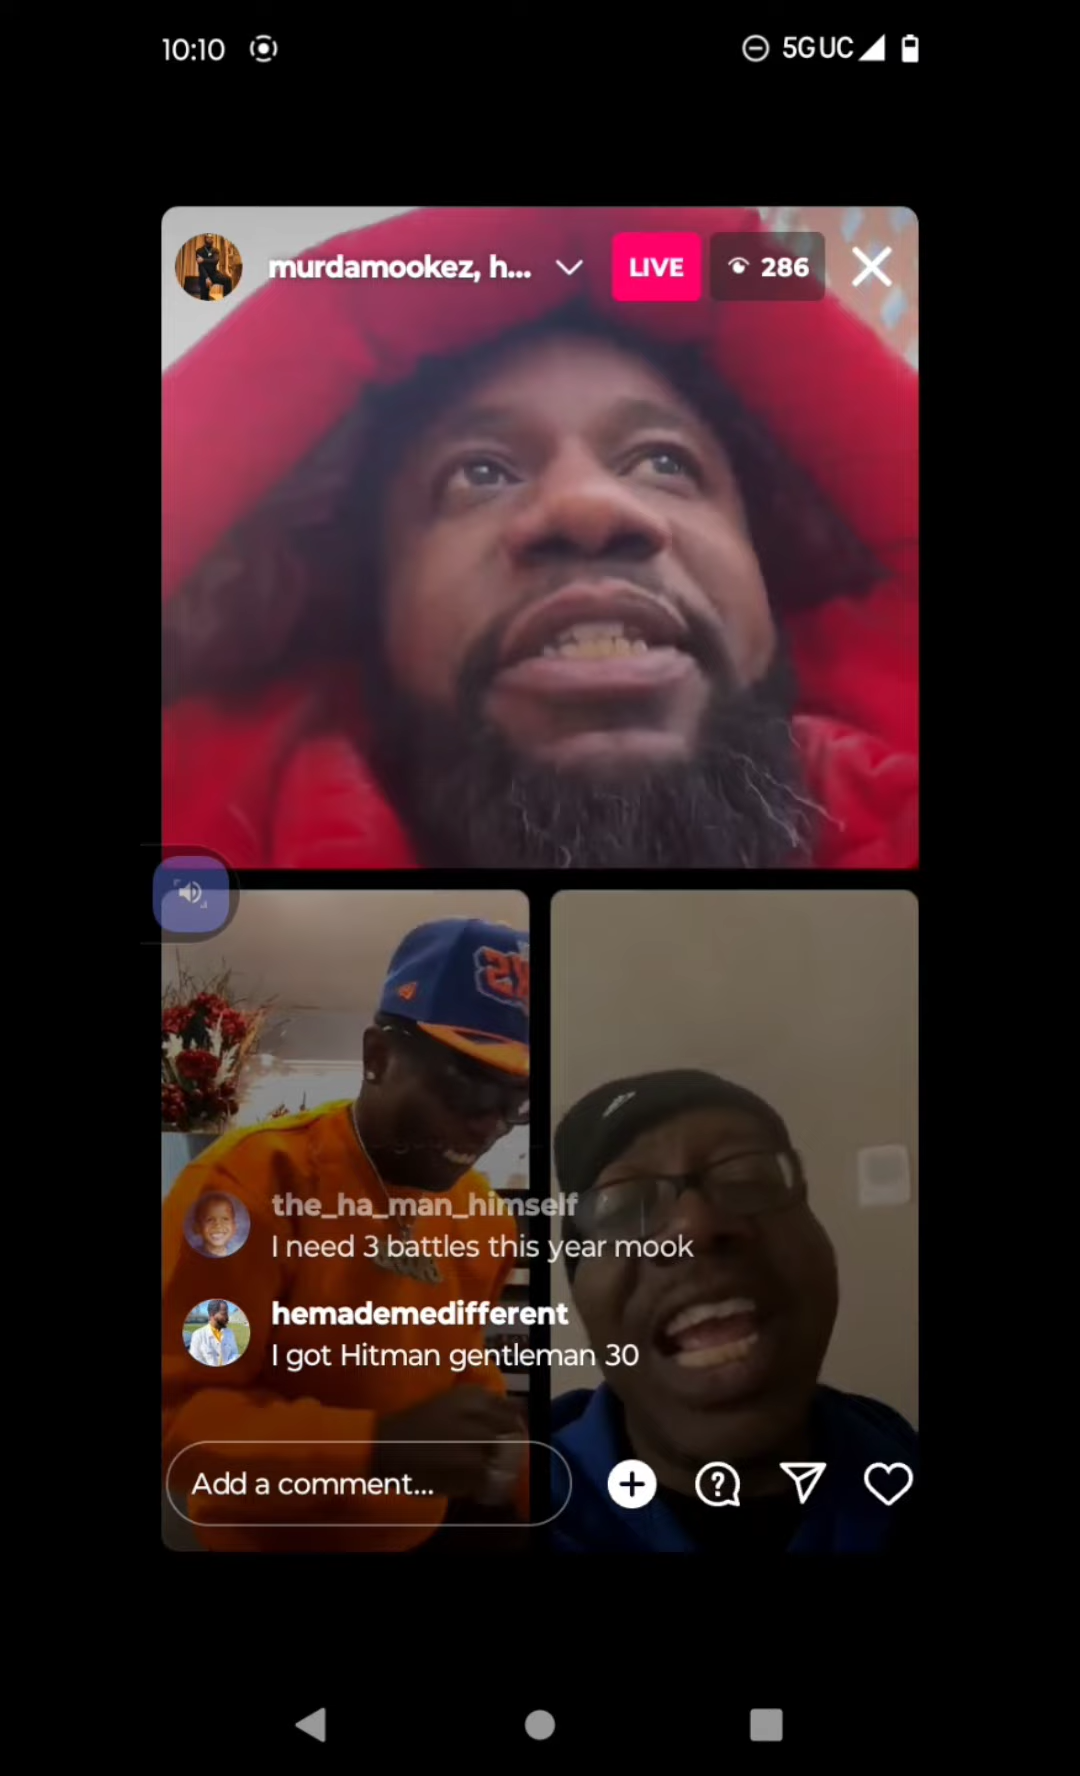 10:10
5G UC
murdamookez, h...
LIVE
286
the_ha_man_himself
I need 3 battles this year mook
hemademedifferent
I got Hitman gentleman 30
Add a comment...